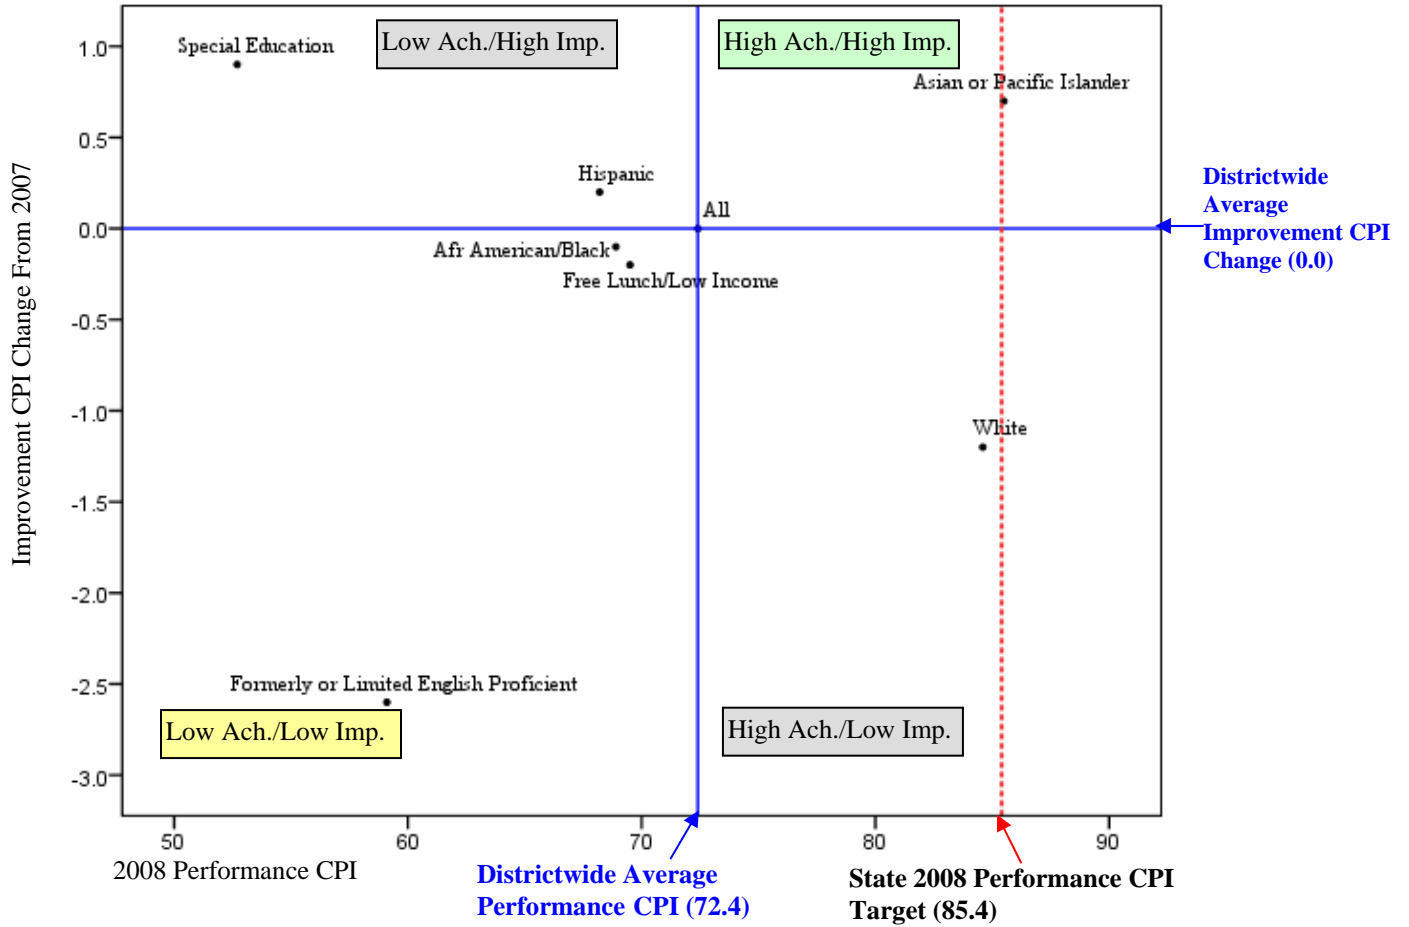 Improvement CPI Change From 2007
1.0
0.5
0.0
-0.5
-1.0
-1.5
-2.0
-2.5
-3.0
Special Education
Low Ach./High Imp.
High Ach./High Imp.
Asian or Pacific Islander
Hispanic
All
Afr American/Black
Free Lunch/Low Income
White
Formerly or Limited English Proficient
Low Ach./Low Imp.
High Ach./Low Imp.
Districtwide
Average
Improvement CPI
Change (0.0)
50
60
70
80
90
2008 Performance CPI
Districtwide Average
Performance CPI (72.4)
State 2008 Performance CPI
Target (85.4)